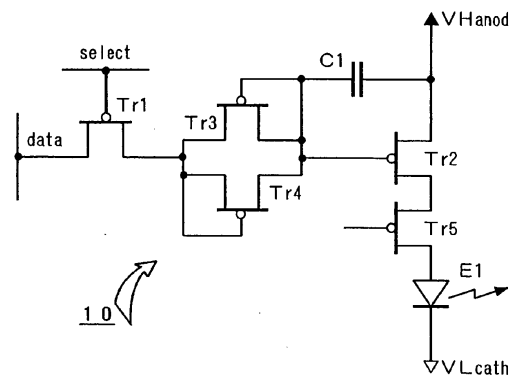 VHanod
select
C1
Tr1
Tr3
data
Tr2
Tr4
Tr5
E1
10
VLcath